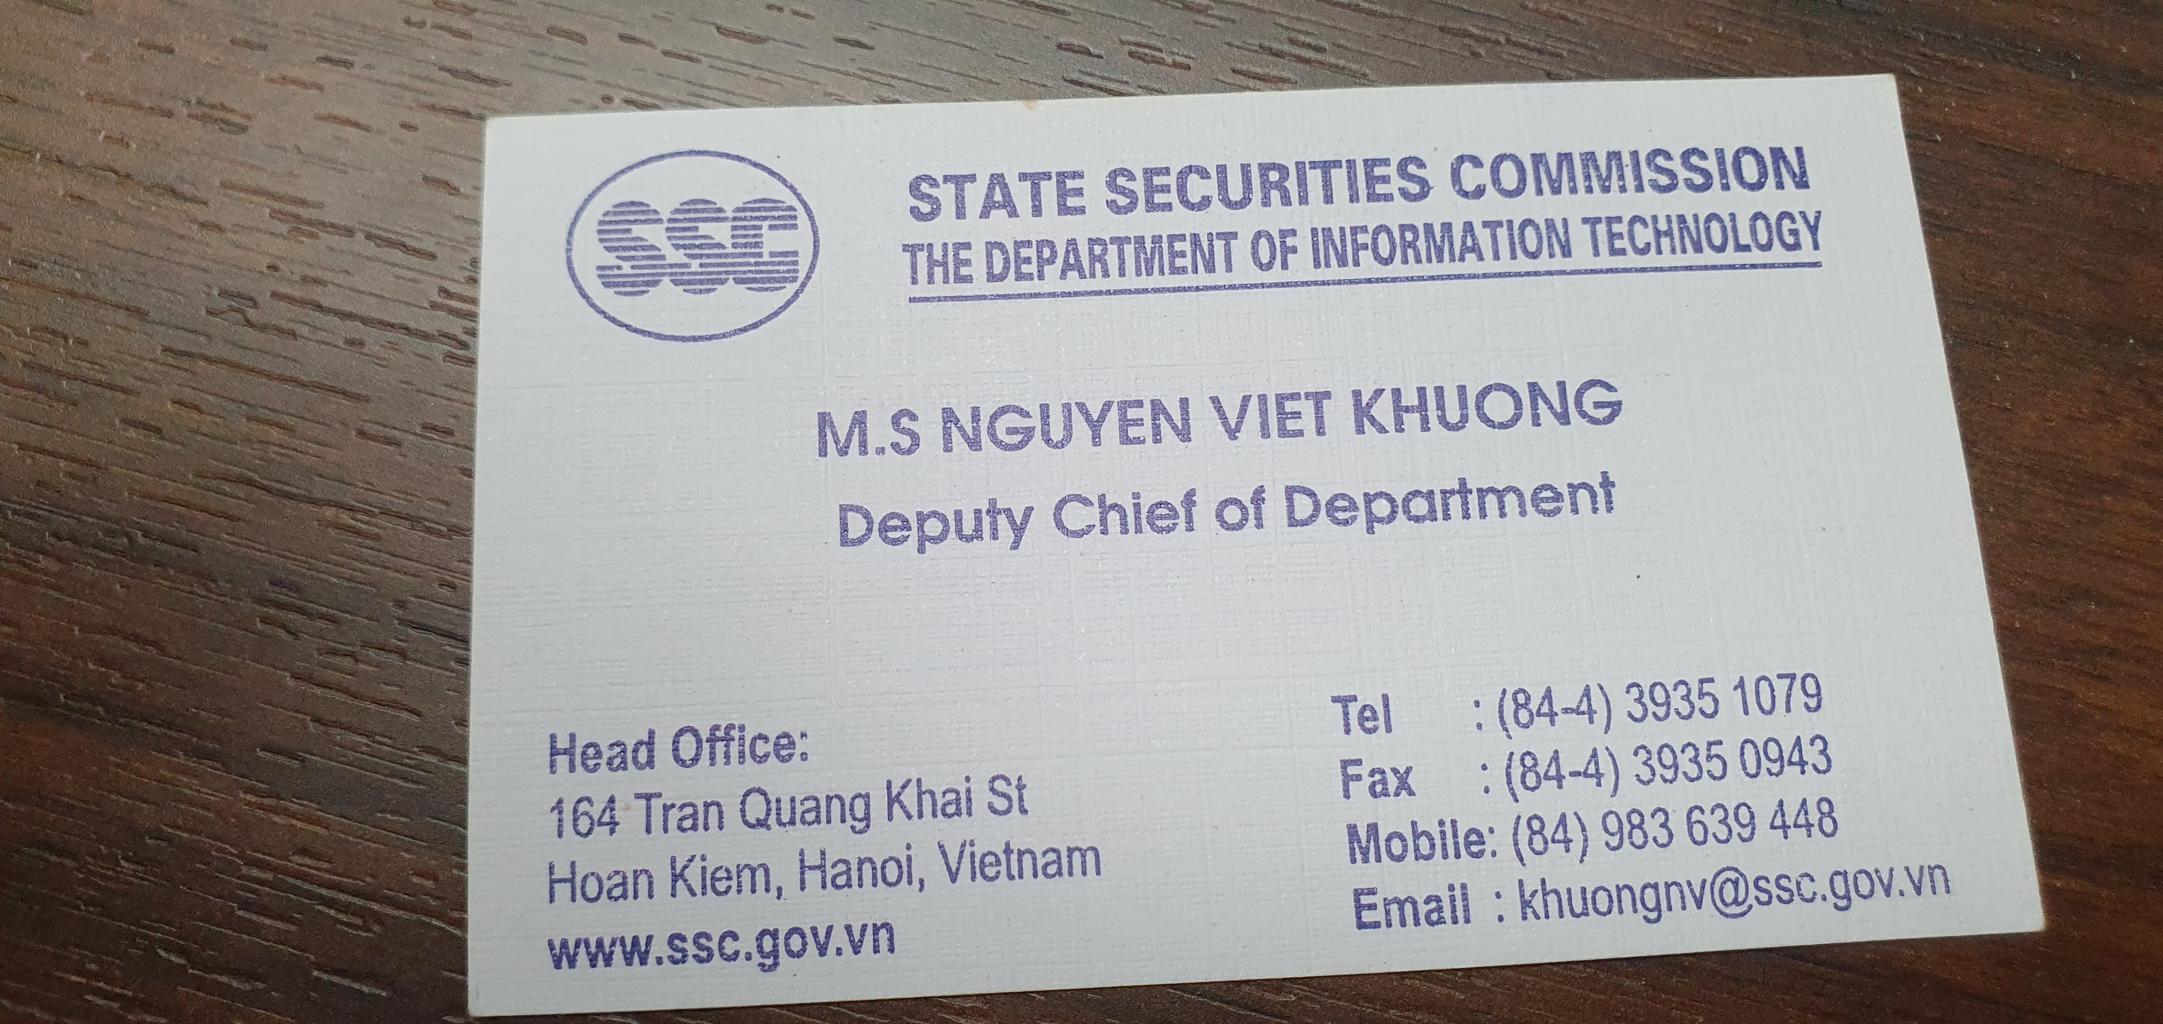 SSC
STATE SECURITIES COMMISSION
THE DEPARTMENT OF INFORMATION TECHNOLOGY
M.S NGUYEN VIET KHUONG
Deputy Chief of Department
Head Office:
164 Tran Quang Khai St
Hoan Kiem, Hanoi, Vietnam
www.ssc.gov.vn
Tel : (84-4) 3935 1079
Fax : (84-4) 3935 0943
Mobile: (84) 983 639 448
Email : khuongnv@ssc.gov.vn